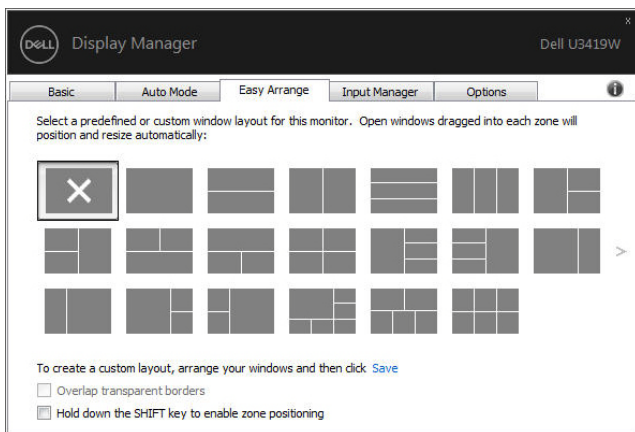 DELL
Display Manager
x
Dell U3419W
Basic
Auto Mode
Easy Arrange
Input Manager
Options
i
Select a predefined or custom window layout for this monitor. Open windows dragged into each zone will
position and resize automatically:
>
To create a custom layout, arrange your windows and then click Save
Overlap transparent borders
Hold down the SHIFT key to enable zone positioning